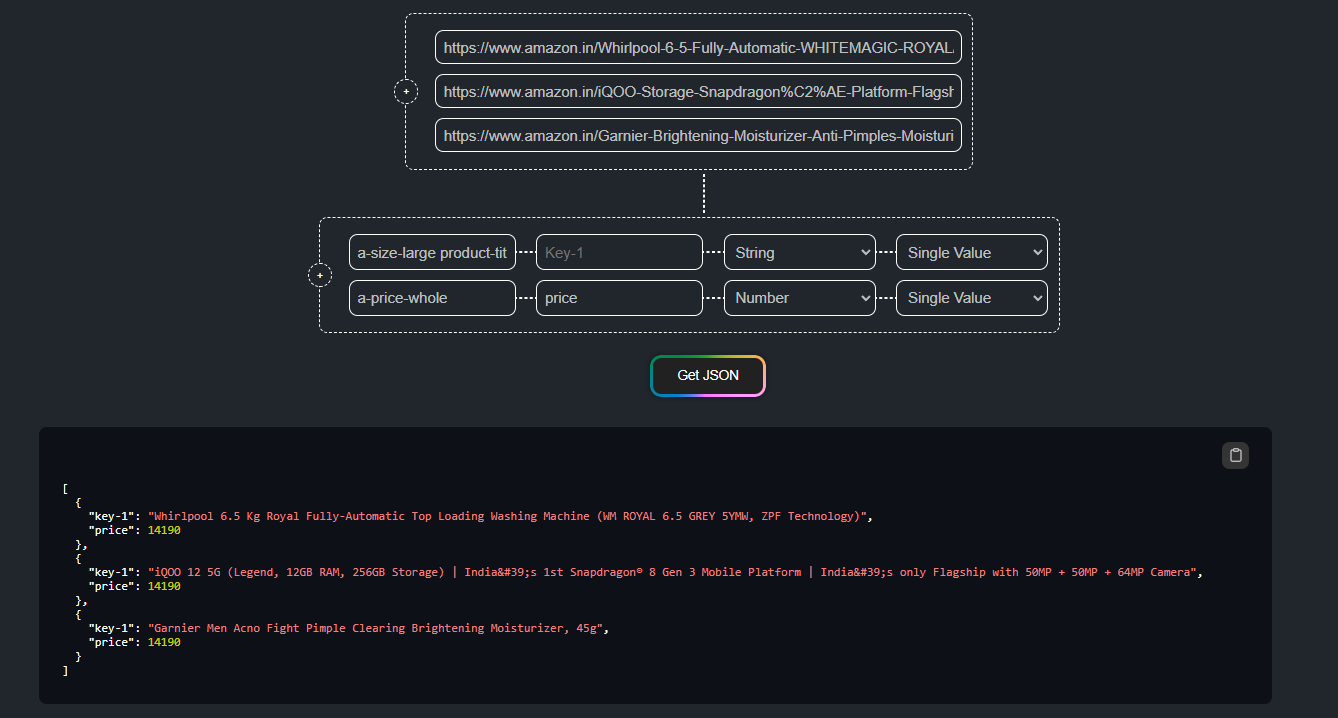 https://www.amazon.in/Whirlpool-6-5-Fully-Automatic-WHITEMAGIC-ROYAL
+
https://www.amazon.in/iQOO-Storage-Snapdragon%C2%AE-Platform-Flagsh
https://www.amazon.in/Garnier-Brightening-Moisturizer-Anti-Pimples-Moisturi
a-size-large product-tit Key-1 String Single Value
+
a-price-whole price Number Single Value
Get JSON
[
{
"key-1": "Whirlpool 6.5 Kg Royal Fully-Automatic Top Loading Washing Machine (WM ROYAL 6.5 GREY 5YMW, ZPF Technology)",
"price": 14190
},
{
"key-1": "iQOO 12 5G (Legend, 12GB RAM, 256GB Storage) | India&#39;s 1st Snapdragon® 8 Gen 3 Mobile Platform | India&#39;s only Flagship with 50MP + 50MP + 64MP Camera",
"price": 14190
},
{
"key-1": "Garnier Men Acno Fight Pimple Clearing Brightening Moisturizer, 45g",
"price": 14190
}
]